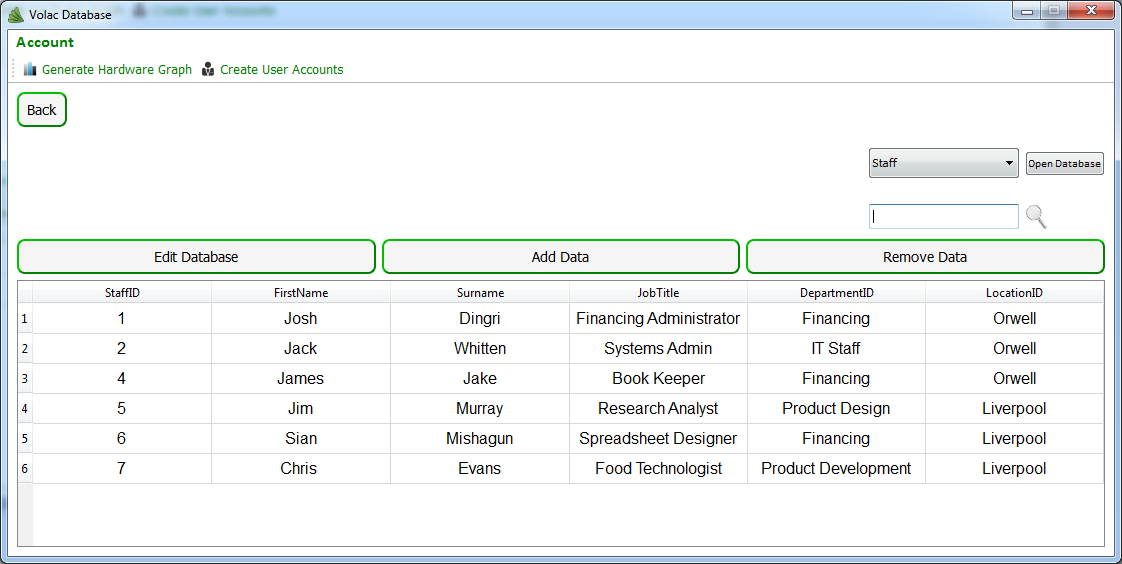 Volac Database
Account
Generate Hardware Graph Create User Accounts
Back
Staff Open Database
Edit Database Add Data Remove Data
StaffID FirstName Surname JobTitle DepartmentID LocationID
1 1 Josh Dingri Financing Administrator Financing Orwell
2 2 Jack Whitten Systems Admin IT Staff Orwell
3 4 James Jake Book Keeper Financing Orwell
4 5 Jim Murray Research Analyst Product Design Liverpool
5 6 Sian Mishagun Spreadsheet Designer Financing Liverpool
6 7 Chris Evans Food Technologist Product Development Liverpool